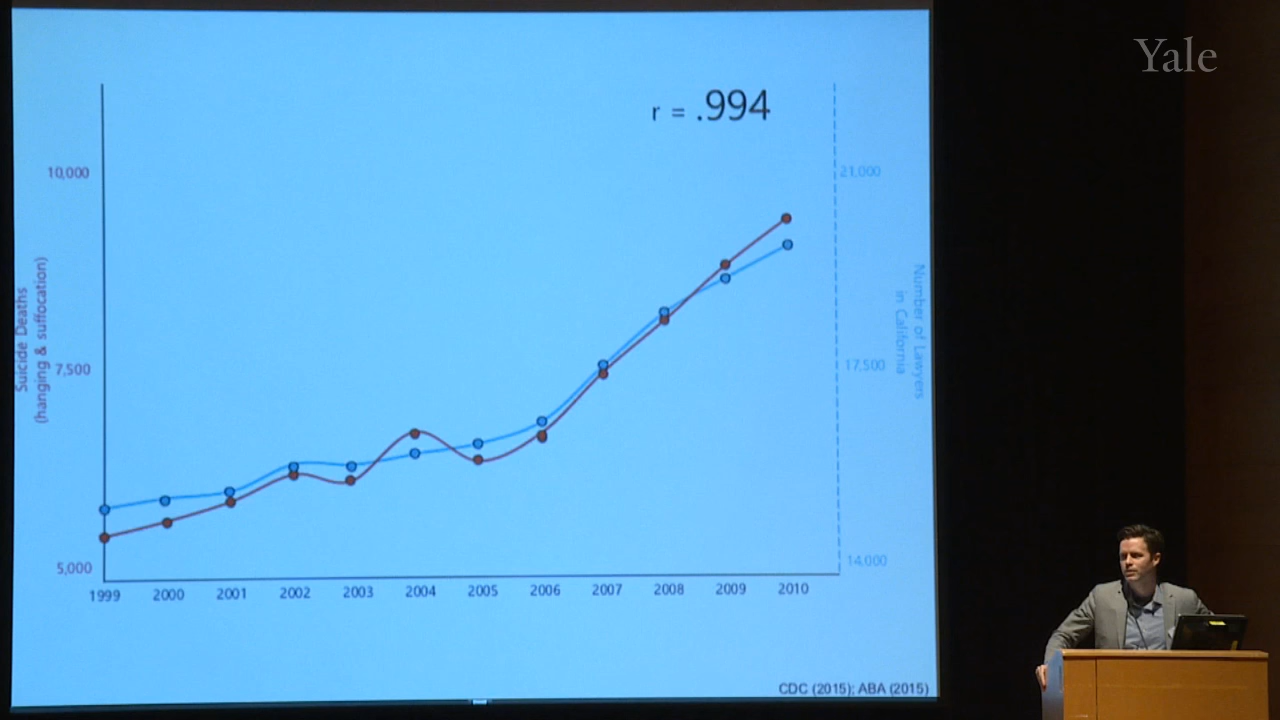 Yale
r = .994
10,000
7,500
5,000
Suicide Deaths
(hanging & suffocation)
21,000
17,500
14,000
Number of Lawyers
in California
1999 2000 2001 2002 2003 2004 2005 2006 2007 2008 2009 2010
CDC (2015); ABA (2015)